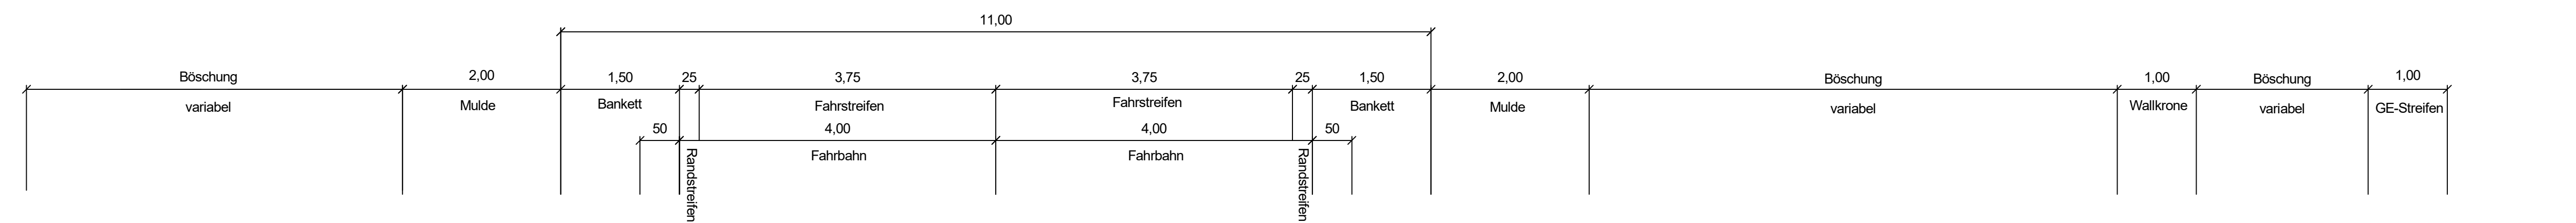 11,00
Böschung 2,00 1,50 25 3,75 3,75 25 1,50 2,00 Böschung 1,00 Böschung 1,00
variabel Mulde Bankett Fahrstreifen Fahrstreifen Bankett Mulde variabel Wallkrone variabel GE-Streifen
50 4,00 4,00 50
Randstreifen Fahrbahn Fahrbahn Randstreifen